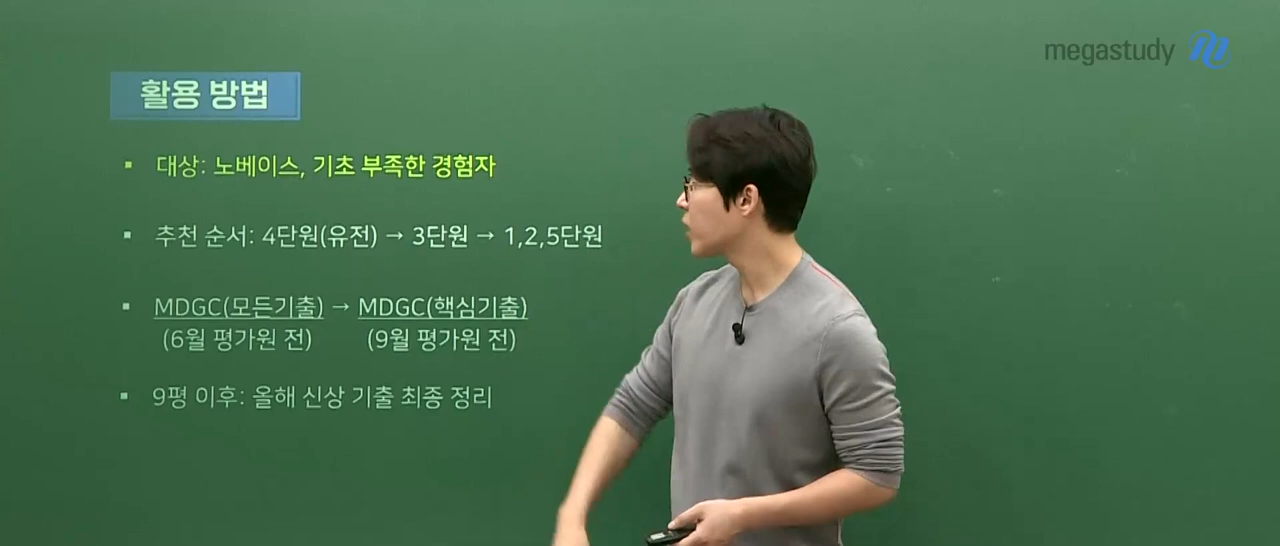 megastudy
활용 방법
▪ 대상: 노베이스, 기초 부족한 경험자
▪ 추천 순서: 4단원(유전) → 3단원 → 1,2,5단원
▪ MDGC(모든기출) → MDGC(핵심기출)
(6월 평가원 전) (9월 평가원 전)
▪ 9평 이후: 올해 신상 기출 최종 정리